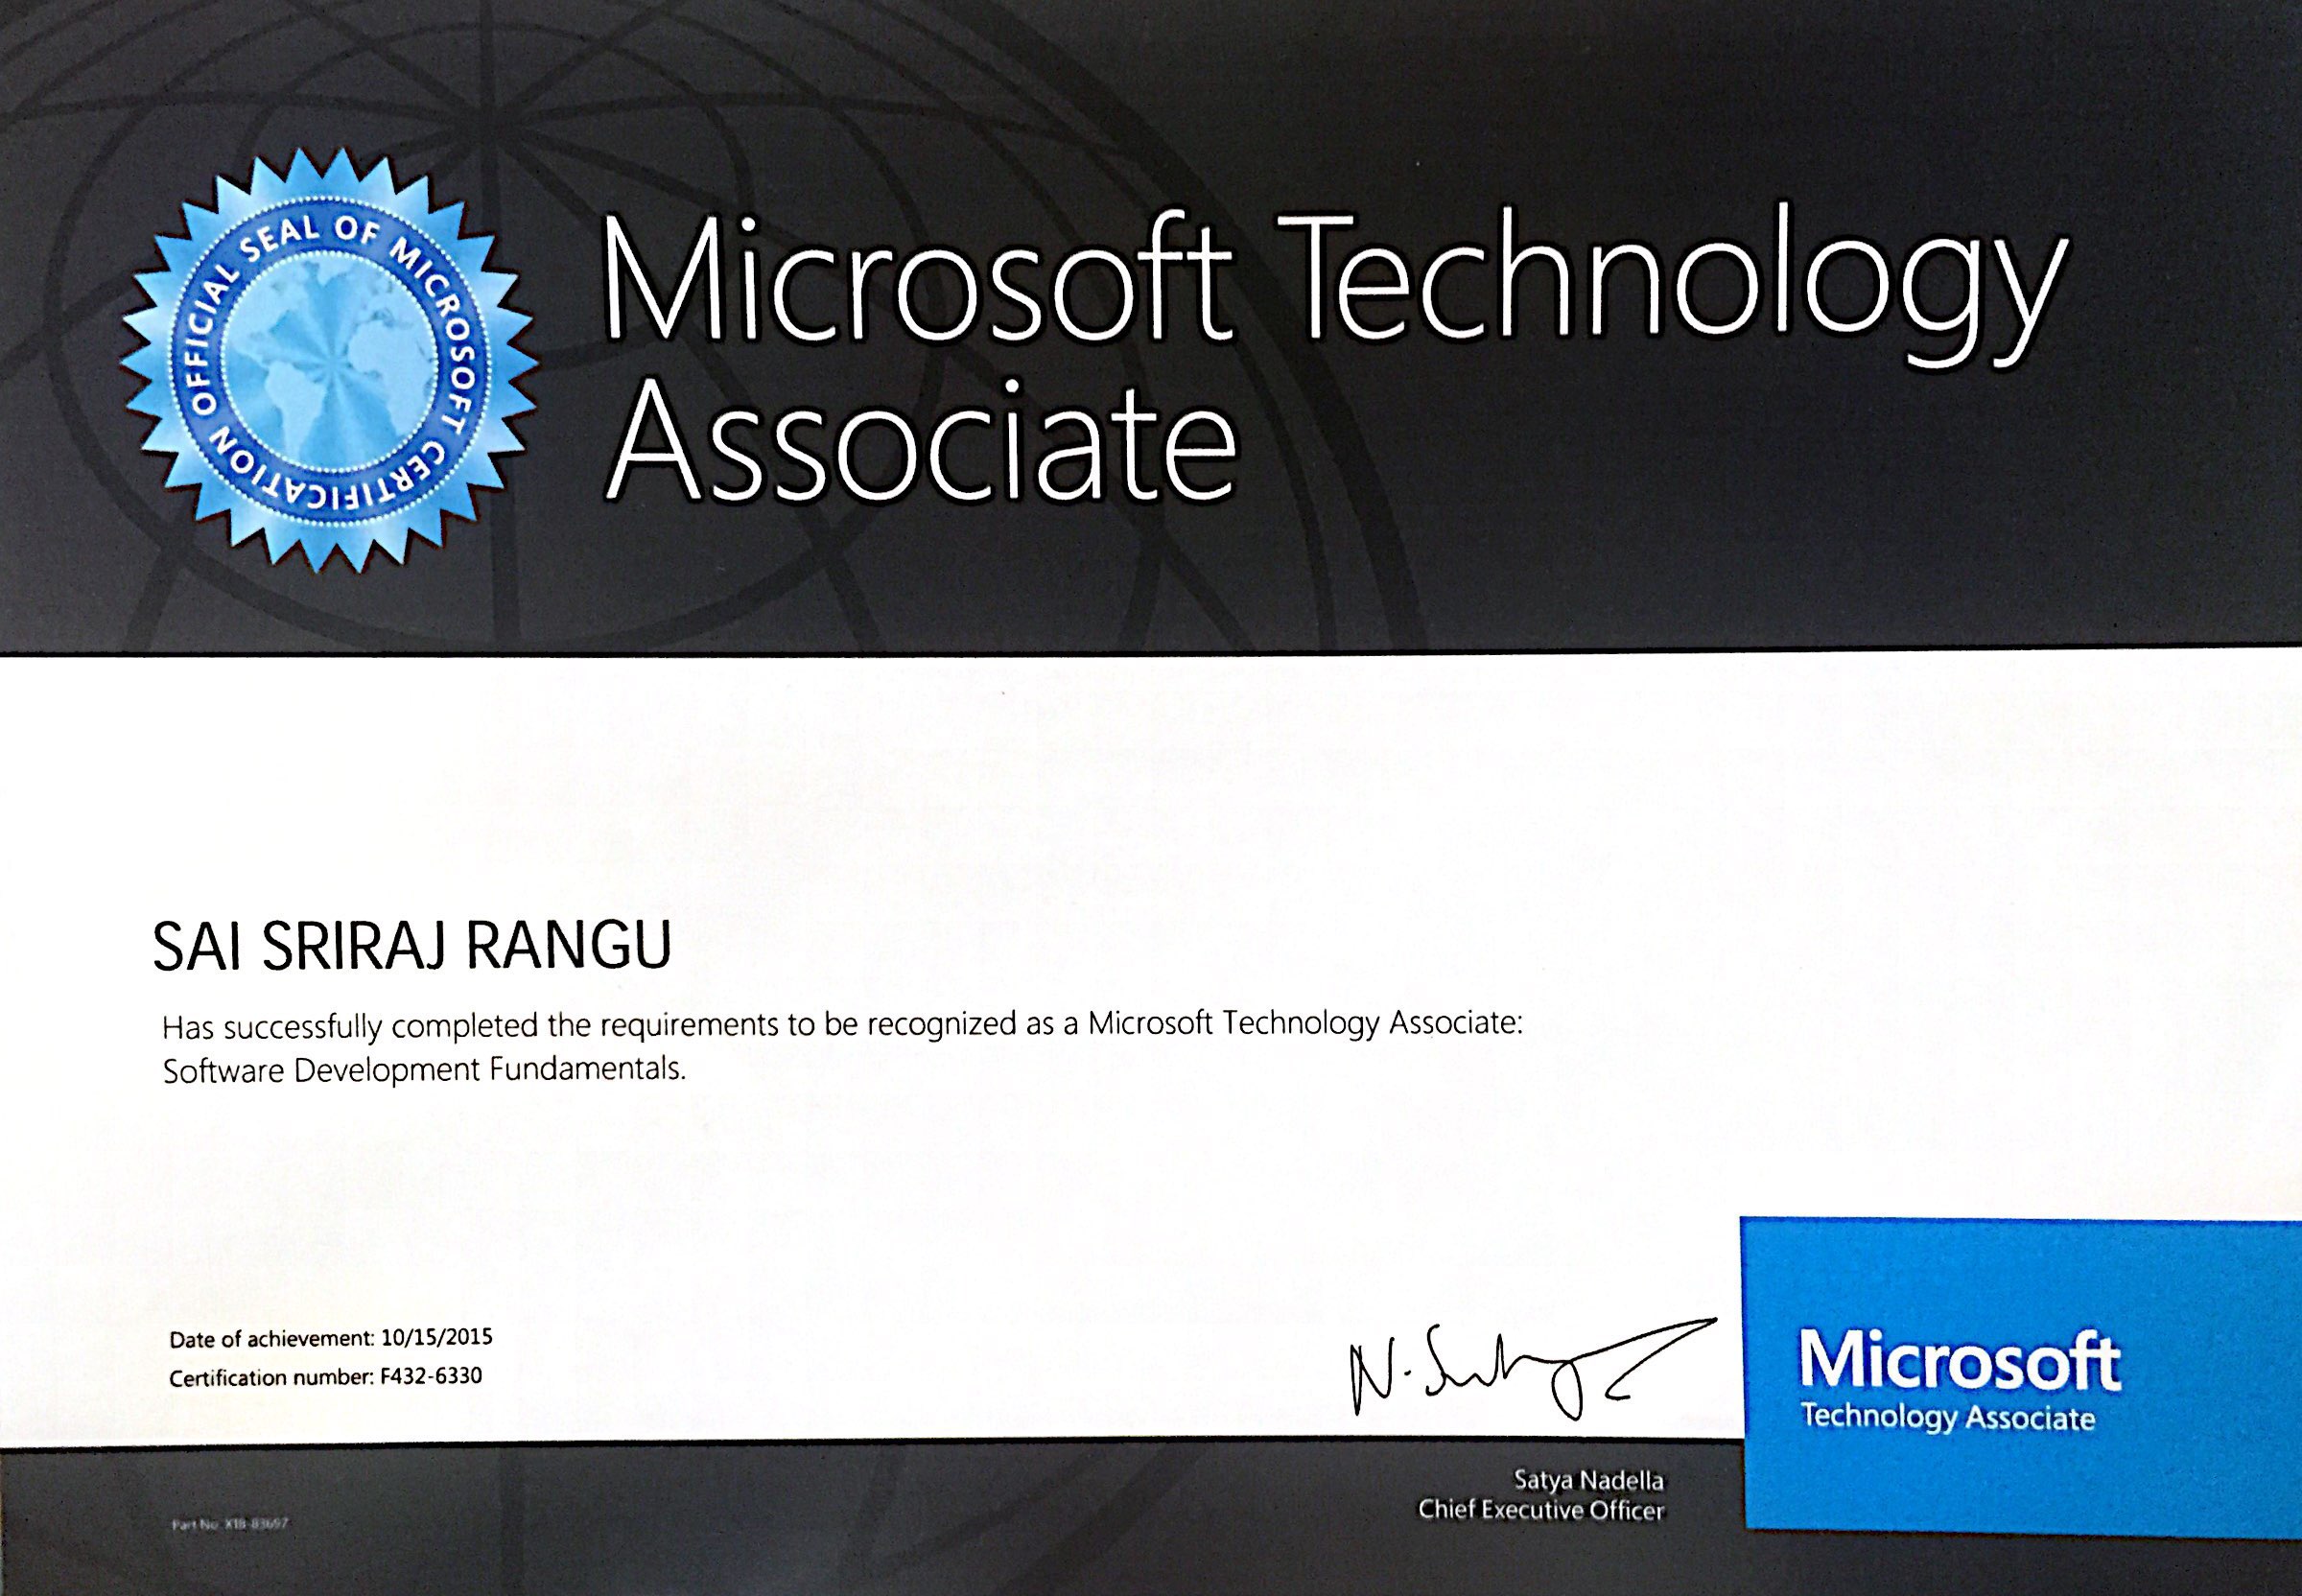 OFFICIAL SEAL OF MICROSOFT CERTIFICATION
Microsoft Technology
Associate
SAI SRIRAJ RANGU
Has successfully completed the requirements to be recognized as a Microsoft Technology Associate:
Software Development Fundamentals.
Date of achievement: 10/15/2015
Certification number: F432-6330
N. Satya
Microsoft
Technology Associate
Satya Nadella
Chief Executive Officer
Part No. X18-83697